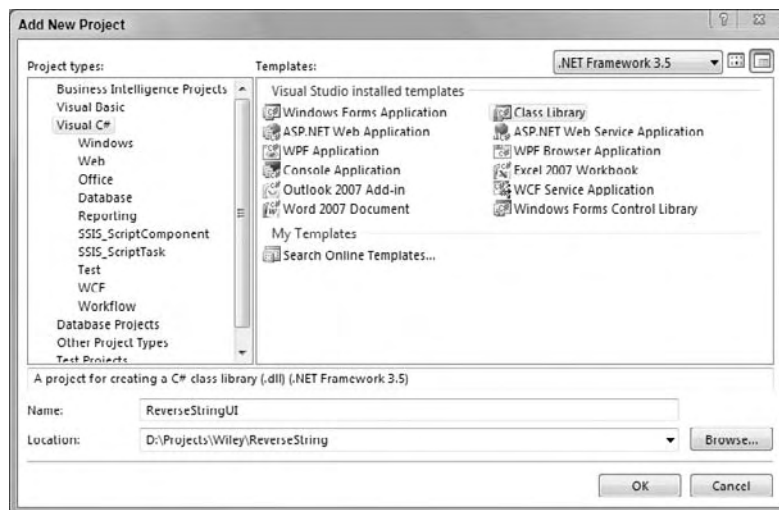 Add New Project
Project types:
Templates:
.NET Framework 3.5
Business Intelligence Projects
Visual Basic
Visual C#
Windows
Web
Office
Database
Reporting
SSIS_ScriptComponent
SSIS_ScriptTask
Test
WCF
Workflow
Database Projects
Other Project Types
Test Projects
Visual Studio installed templates
Windows Forms Application
Class Library
ASP.NET Web Application
ASP.NET Web Service Application
WPF Application
WPF Browser Application
Console Application
Excel 2007 Workbook
Outlook 2007 Add-in
WCF Service Application
Word 2007 Document
Windows Forms Control Library
My Templates
Search Online Templates...
A project for creating a C# class library (.dll) (.NET Framework 3.5)
Name:
ReverseStringUI
Location:
D:\Projects\Wiley\ReverseString
Browse...
OK
Cancel